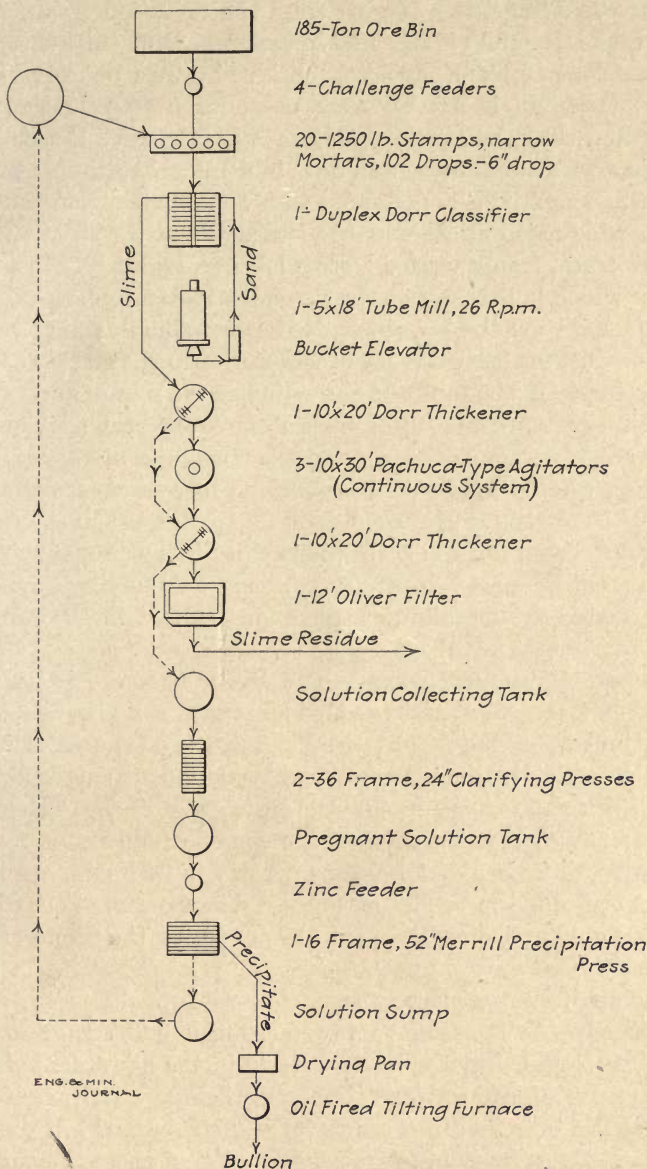 185-Ton Ore Bin
4-Challenge Feeders
20-1250 lb. Stamps, narrow
Mortars, 102 Drops.-6" drop
1- Duplex Dorr Classifier
Slime
Sand
1-5'x18' Tube Mill, 26 R.p.m.
Bucket Elevator
1-10'x20' Dorr Thickener
3-10'x30' Pachuca-Type Agitators
(Continuous System)
1-10'x20' Dorr Thickener
1-12' Oliver Filter
Slime Residue
Solution Collecting Tank
2-36 Frame, 24" Clarifying Presses
Pregnant Solution Tank
Zinc Feeder
1-16 Frame, 52" Merrill Precipitation
Press
Precipitate
Solution Sump
Drying Pan
ENG. & MIN.
JOURNAL
Oil Fired Tilting Furnace
Bullion